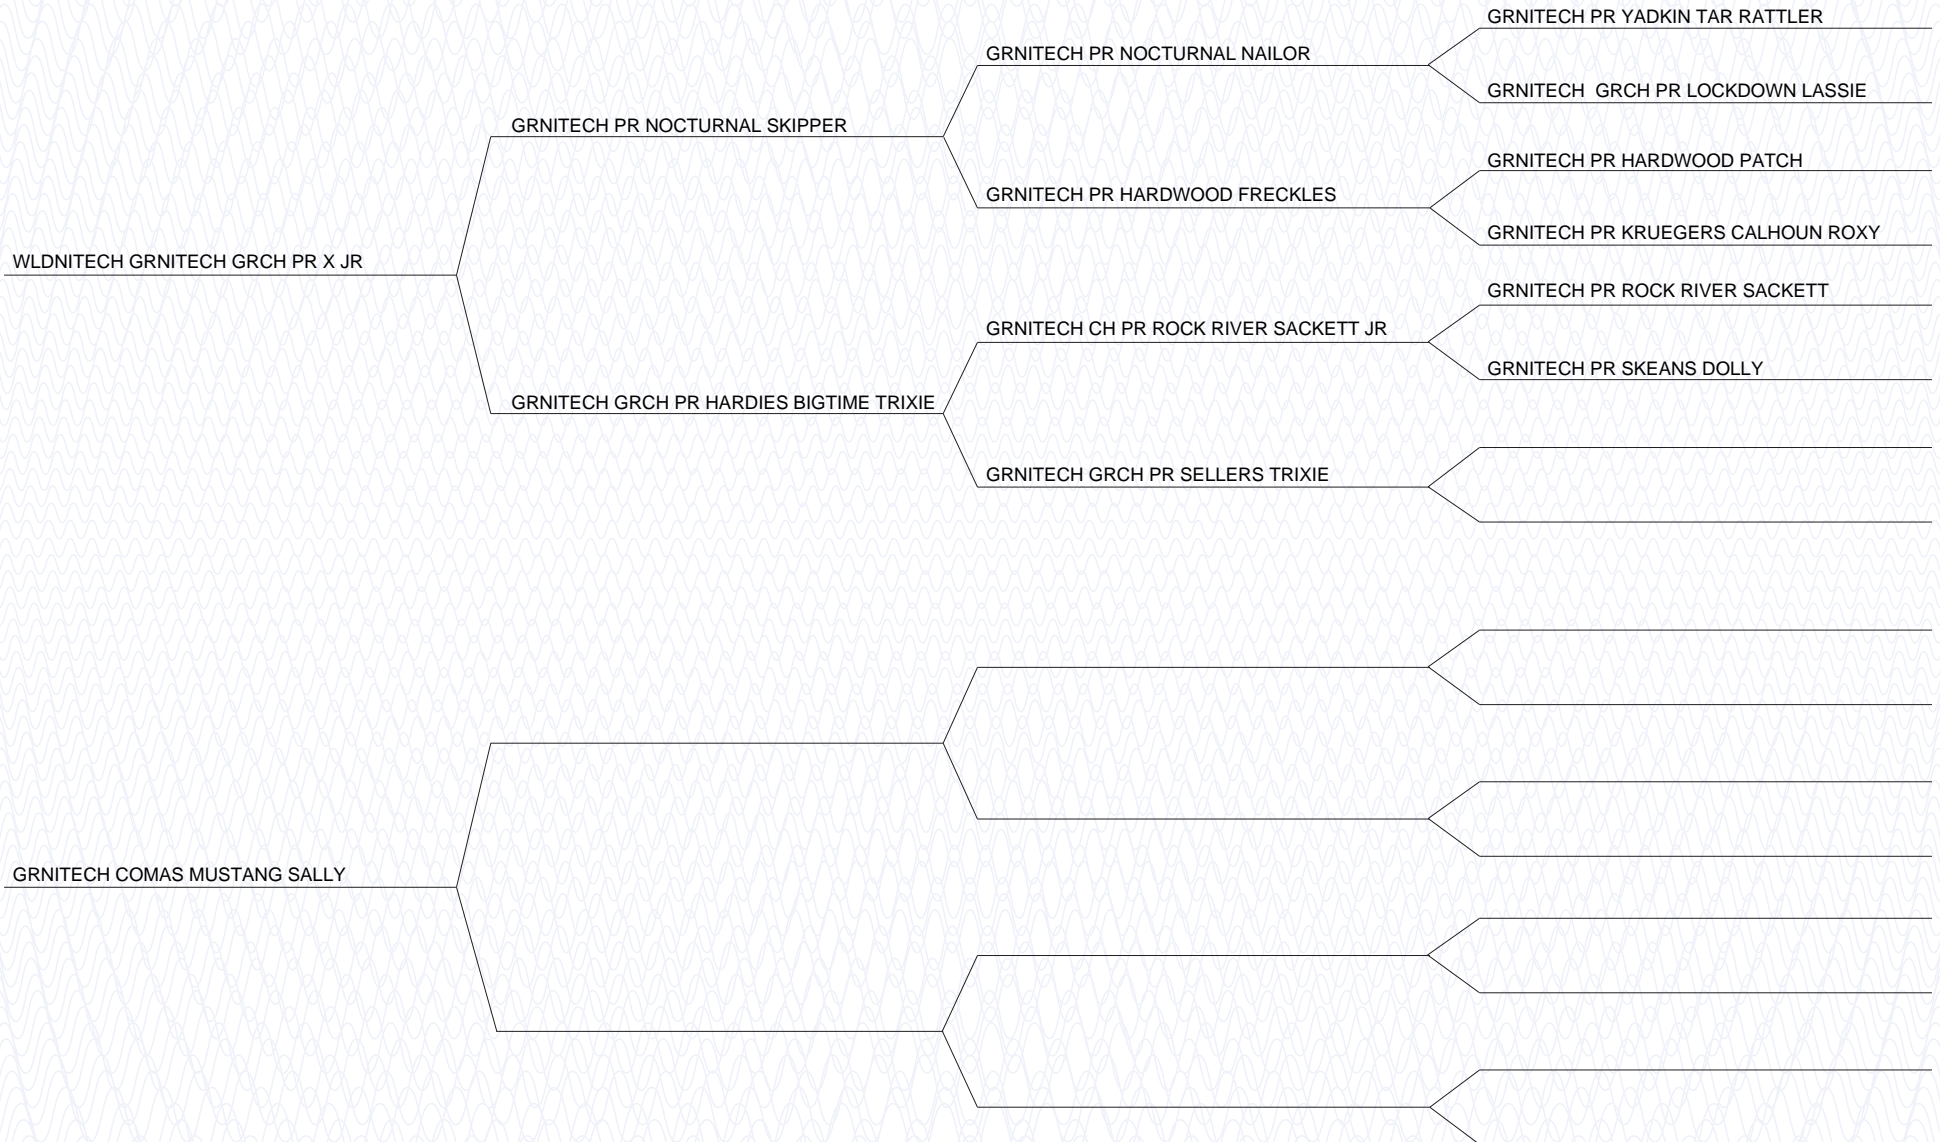 GRNITECH PR YADKIN TAR RATTLER
GRNITECH PR NOCTURNAL NAILOR
GRNITECH  GRCH PR LOCKDOWN LASSIE
GRNITECH PR NOCTURNAL SKIPPER
GRNITECH PR HARDWOOD PATCH
GRNITECH PR HARDWOOD FRECKLES
GRNITECH PR KRUEGERS CALHOUN ROXY
WLDNITECH GRNITECH GRCH PR X JR
GRNITECH PR ROCK RIVER SACKETT
GRNITECH CH PR ROCK RIVER SACKETT JR
GRNITECH PR SKEANS DOLLY
GRNITECH GRCH PR HARDIES BIGTIME TRIXIE
GRNITECH GRCH PR SELLERS TRIXIE
GRNITECH COMAS MUSTANG SALLY